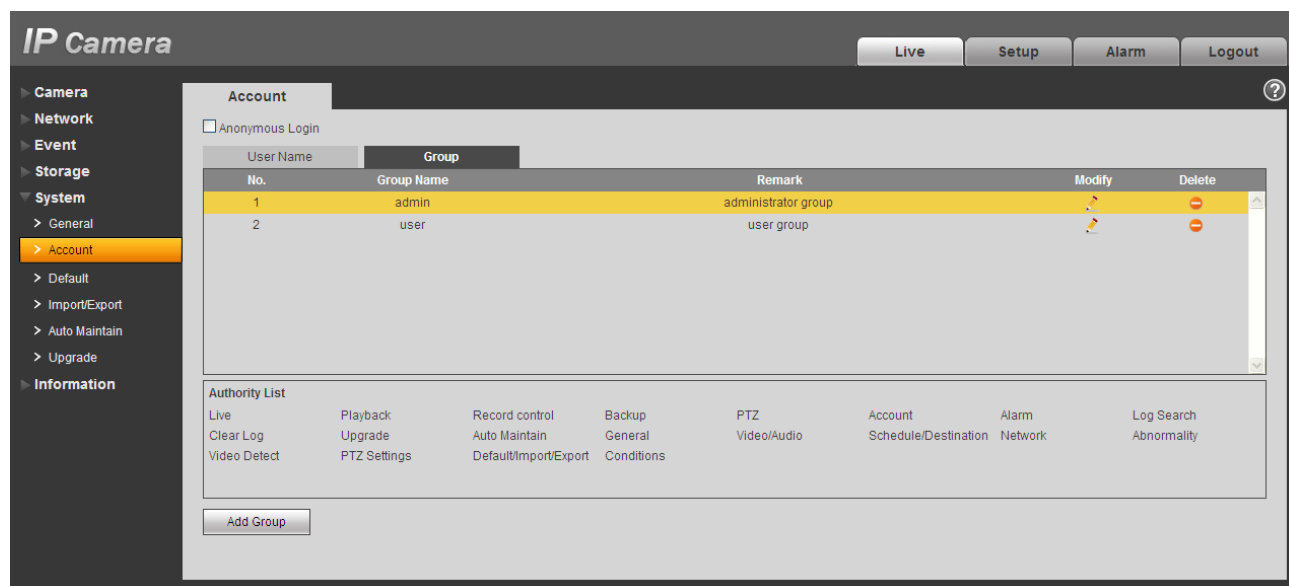 IP Camera
Live Setup Alarm Logout
Camera
Network
Event
Storage
System
> General
> Account
> Default
> Import/Export
> Auto Maintain
> Upgrade
Information
Account
?
Anonymous Login
User Name Group
No. Group Name Remark Modify Delete
1 admin administrator group
2 user user group
Authority List
Live Playback Record control Backup PTZ Account Alarm Log Search
Clear Log Upgrade Auto Maintain General Video/Audio Schedule/Destination Network Abnormality
Video Detect PTZ Settings Default/Import/Export Conditions
Add Group